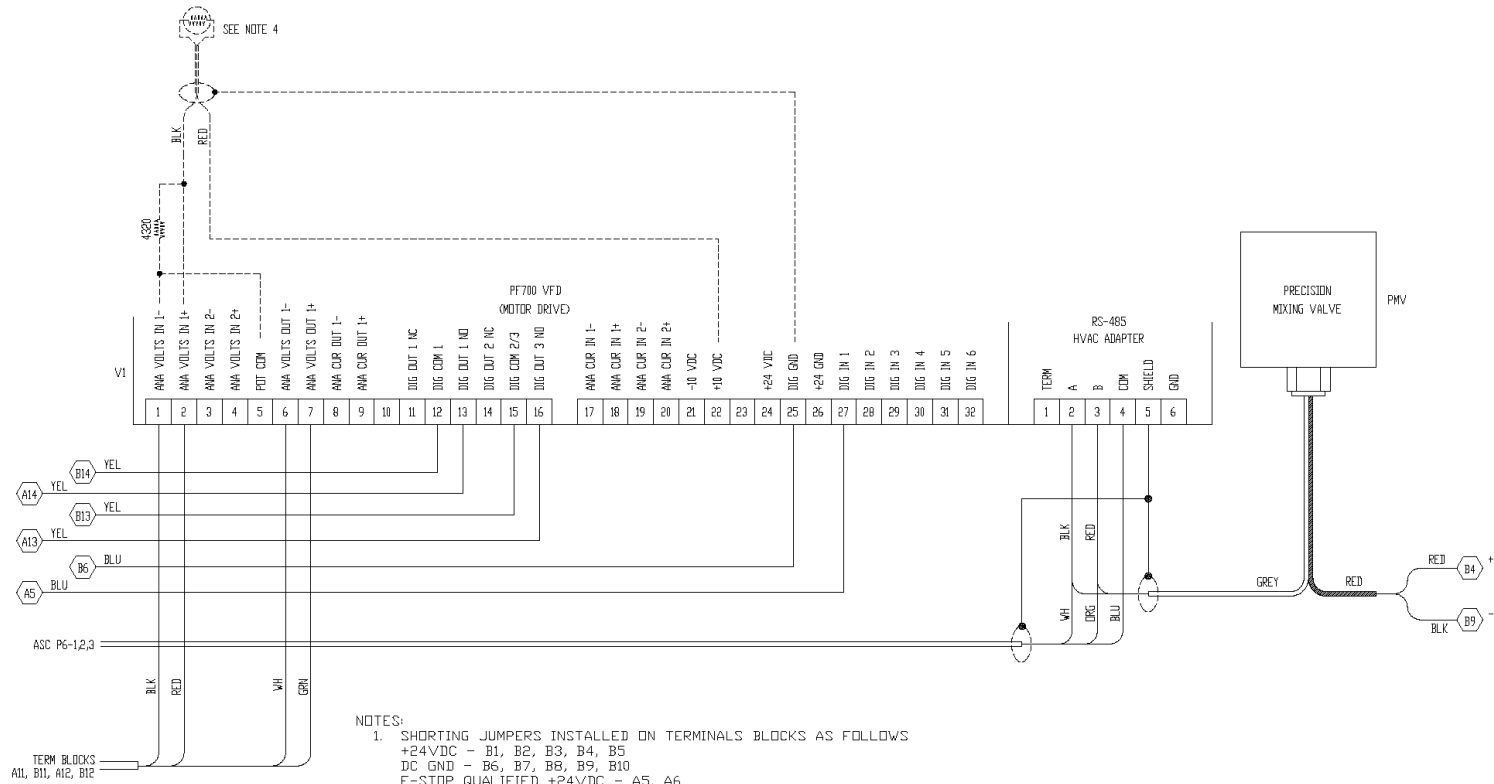 SEE NOTE 4
BLK
RED
4320
PF700 VFD
(MOTOR DRIVE)
V1
ANA VOLTS IN 1-
ANA VOLTS IN 1+
ANA VOLTS IN 2-
ANA VOLTS IN 2+
POT COM
ANA VOLTS OUT 1-
ANA VOLTS OUT 1+
ANA CUR OUT 1-
ANA CUR OUT 1+
DIG OUT 1 NC
DIG COM 1
DIG OUT 1 NO
DIG OUT 2 NC
DIG COM 2/3
DIG OUT 3 NO
ANA CUR IN 1-
ANA CUR IN 1+
ANA CUR IN 2-
ANA CUR IN 2+
-10 VDC
+10 VDC
+24 VDC
DIG GND
+24 GND
DIG IN 1
DIG IN 2
DIG IN 3
DIG IN 4
DIG IN 5
DIG IN 6
1 2 3 4 5 6 7 8 9 10 11 12 13 14 15 16
17 18 19 20 21 22 23 24 25 26 27 28 29 30 31 32
RS-485
HVAC ADAPTER
TERM
A
B
COM
SHIELD
GND
1 2 3 4 5 6
PRECISION
MIXING VALVE
PMV
B14 YEL
A14 YEL
B13 YEL
A13 YEL
B6 BLU
A5 BLU
BLK
RED
WH
ORG
BLU
GREY
RED
RED B4 +
BLK B9 -
ASC P6-1,2,3
BLK
RED
WH
GRN
TERM BLOCKS
A11, B11, A12, B12
NOTES:
1. SHORTING JUMPERS INSTALLED ON TERMINALS BLOCKS AS FOLLOWS
+24VDC - B1, B2, B3, B4, B5
DC GND - B6, B7, B8, B9, B10
E-STOP QUALIFIED +24VDC - A5, A6